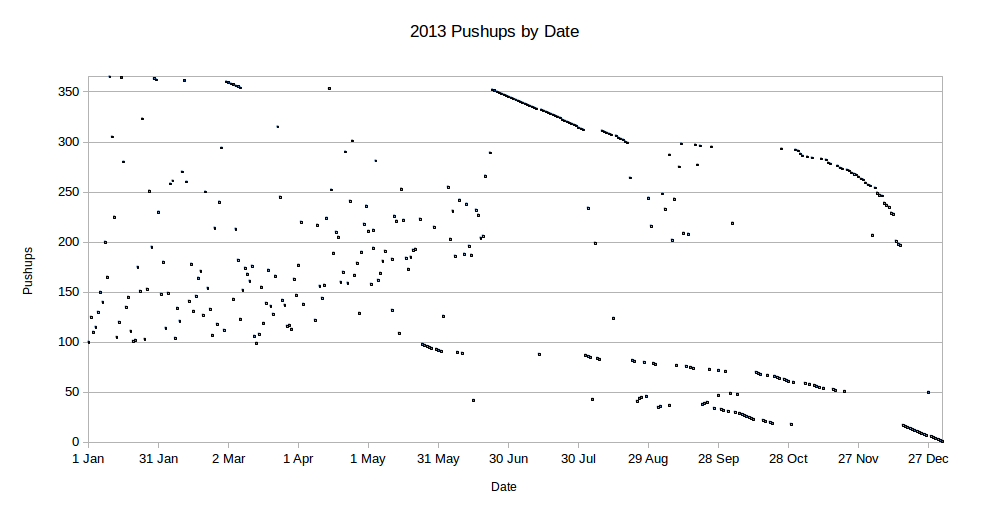 2013 Pushups by Date
350
300
250
200
150
100
50
0
Pushups
1 Jan 31 Jan 2 Mar 1 Apr 1 May 31 May 30 Jun 30 Jul 29 Aug 28 Sep 28 Oct 27 Nov 27 Dec
Date